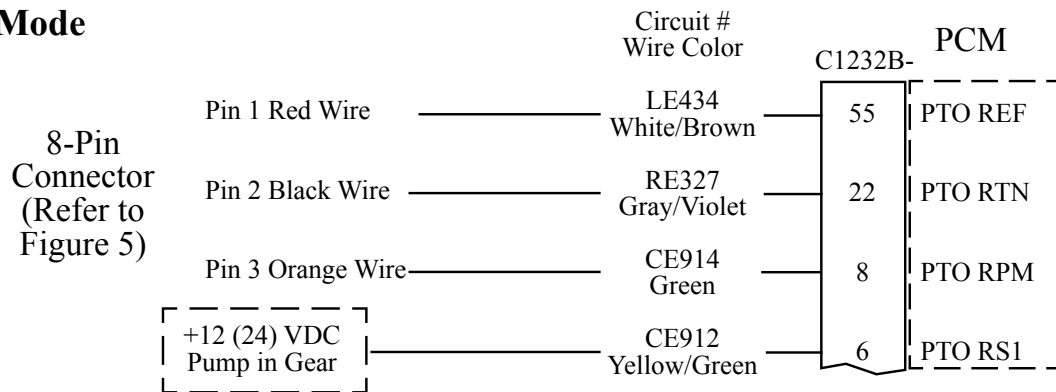 Mode
Circuit #
Wire Color
C1232B-
PCM
8-Pin
Connector
(Refer to
Figure 5)
Pin 1 Red Wire
LE434
White/Brown
55
PTO REF
Pin 2 Black Wire
RE327
Gray/Violet
22
PTO RTN
Pin 3 Orange Wire
CE914
Green
8
PTO RPM
+12 (24) VDC
Pump in Gear
CE912
Yellow/Green
6
PTO RS1